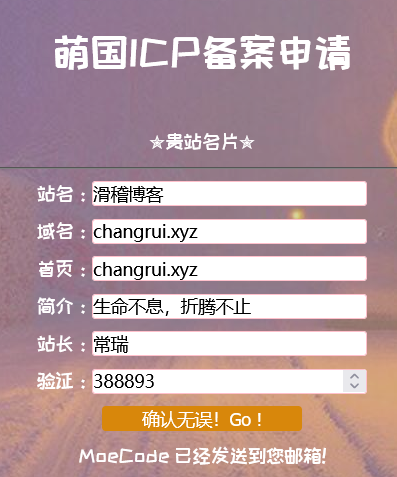 萌国ICP备案申请
✯贵站名片✯
站名：滑稽博客
域名：changrui.xyz
首页：changrui.xyz
简介：生命不息，折腾不止
站长：常瑞
验证：388893
确认无误！Go！
MoeCode 已经发送到您邮箱!